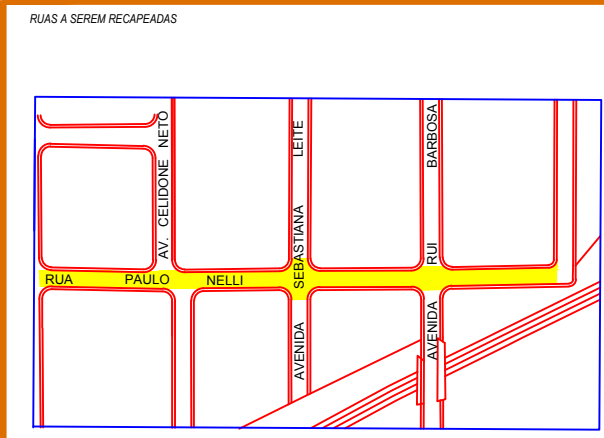 RUAS A SEREM RECAPEADAS
AV. CELIDONE NETO
AVENIDA SEBASTIANA LEITE
AVENIDA RUI BARBOSA
RUA PAULO NELLI